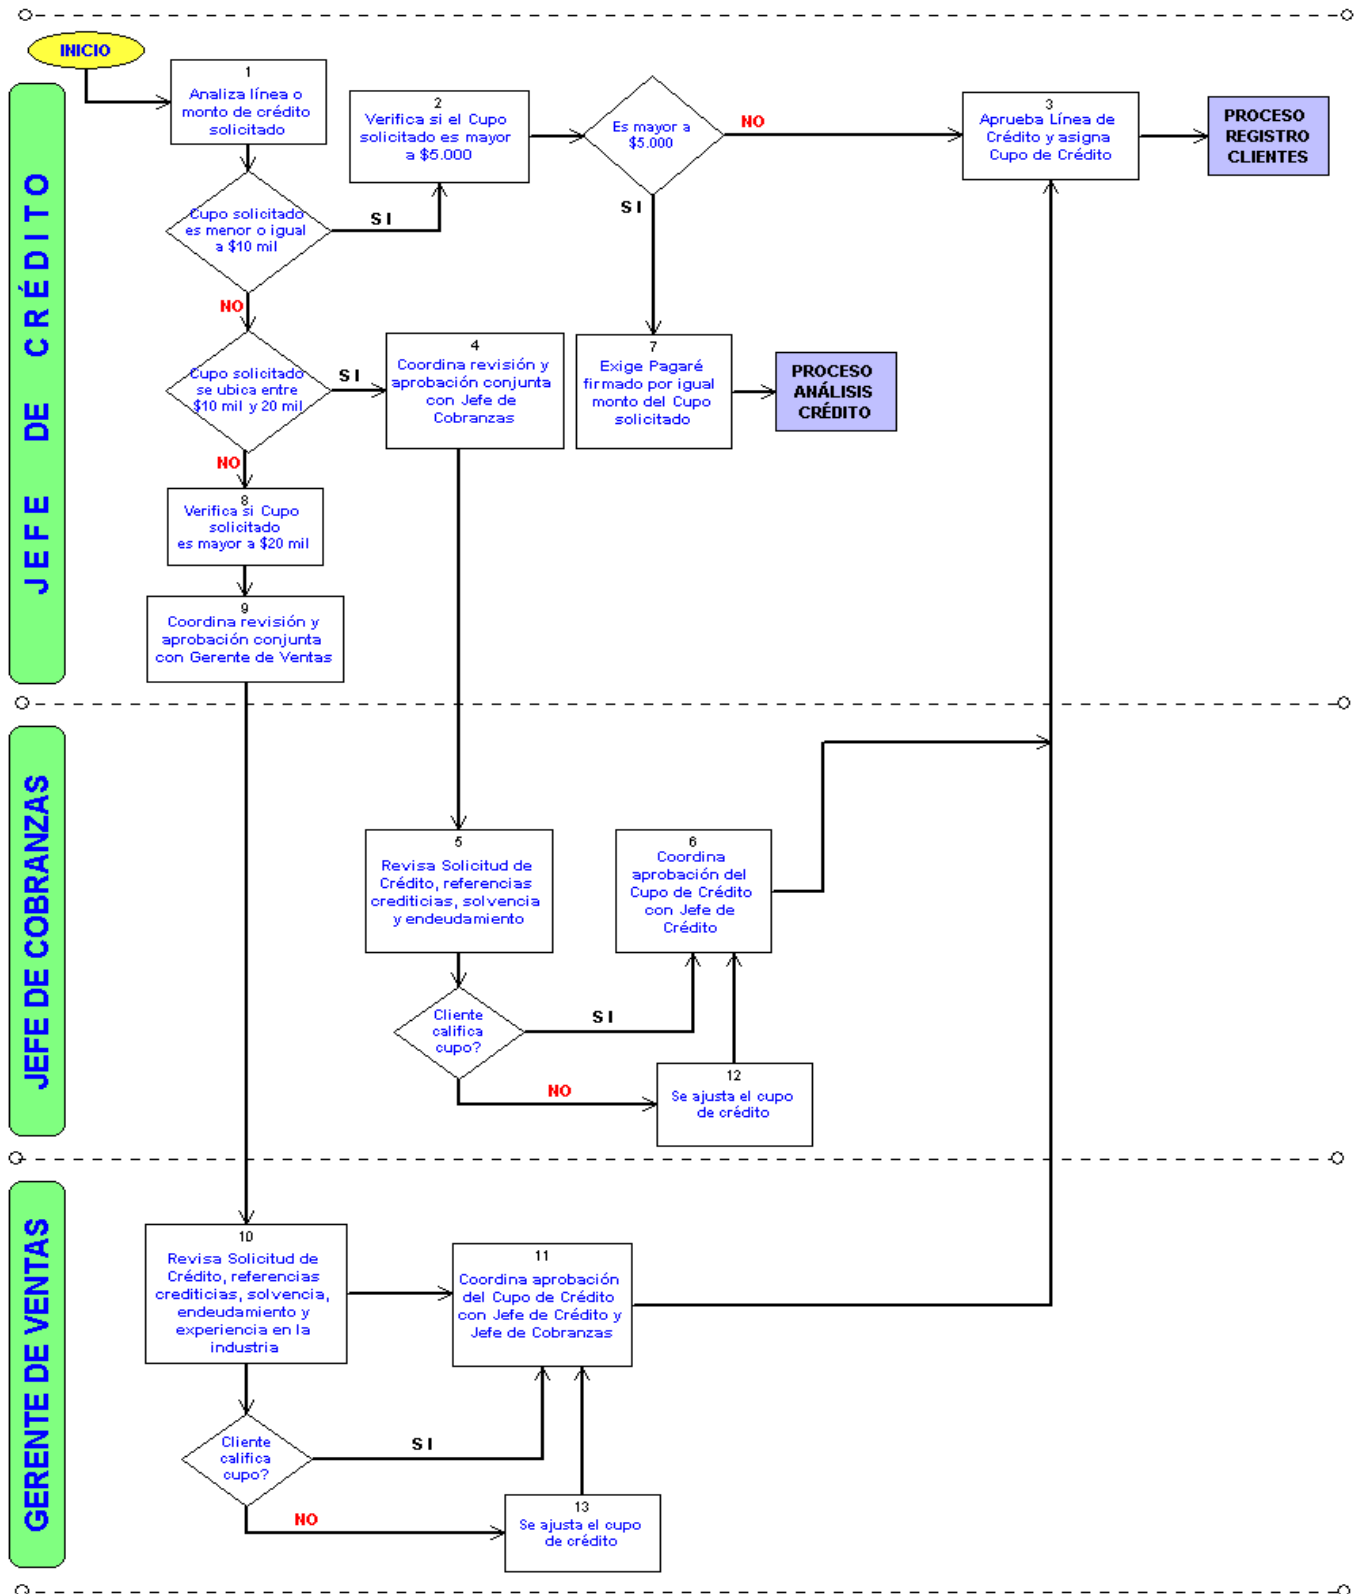 INICIO
JEFE DE CRÉDITO
1
Analiza línea o
monto de crédito
solicitado
2
Verifica si el Cupo
solicitado es mayor
a $5.000
Es mayor a
$5.000
NO
3
Aprueba Línea de
Crédito y asigna
Cupo de Crédito
PROCESO
REGISTRO
CLIENTES
Cupo solicitado
es menor o igual
a $10 mil
S I
S I
NO
Cupo solicitado
se ubica entre
$10 mil y 20 mil
S I
4
Coordina revisión y
aprobación conjunta
con Jefe de
Cobranzas
7
Exige Pagaré
firmado por igual
monto del Cupo
solicitado
PROCESO
ANÁLISIS
CRÉDITO
NO
8
Verifica si Cupo
solicitado
es mayor a $20 mil
9
Coordina revisión y
aprobación conjunta
con Gerente de Ventas
JEFE DE COBRANZAS
5
Revisa Solicitud de
Crédito, referencias
crediticias, solvencia
y endeudamiento
6
Coordina
aprobación del
Cupo de Crédito
con Jefe de
Crédito
Cliente
califica
cupo?
S I
NO
12
Se ajusta el cupo
de crédito
GERENTE DE VENTAS
10
Revisa Solicitud de
Crédito, referencias
crediticias, solvencia,
endeudamiento y
experiencia en la
industria
11
Coordina aprobación
del Cupo de Crédito
con Jefe de Crédito y
Jefe de Cobranzas
Cliente
califica
cupo?
S I
NO
13
Se ajusta el cupo
de crédito